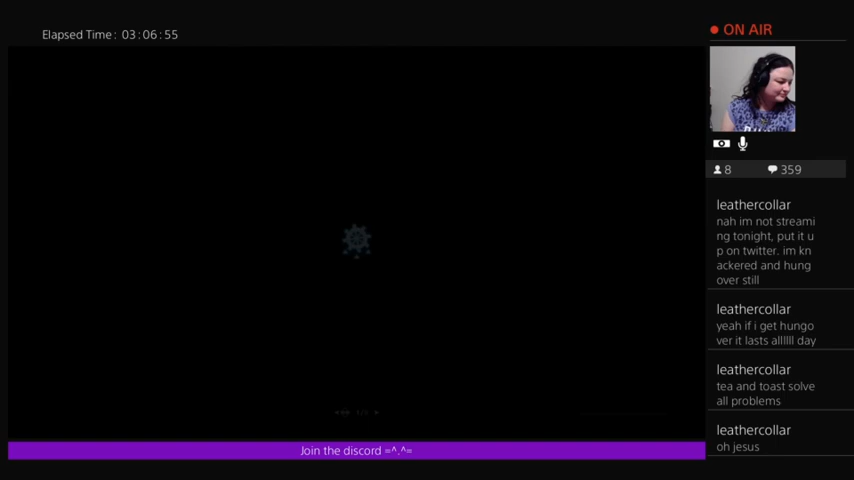 Elapsed Time: 03:06:55
ON AIR
8
359
leathercollar
nah im not streami
ng tonight, put it u
p on twitter. im kn
ackered and hung
over still
leathercollar
yeah if i get hungo
ver it lasts allllll day
leathercollar
tea and toast solve
all problems
leathercollar
oh jesus
Join the discord =^.^=